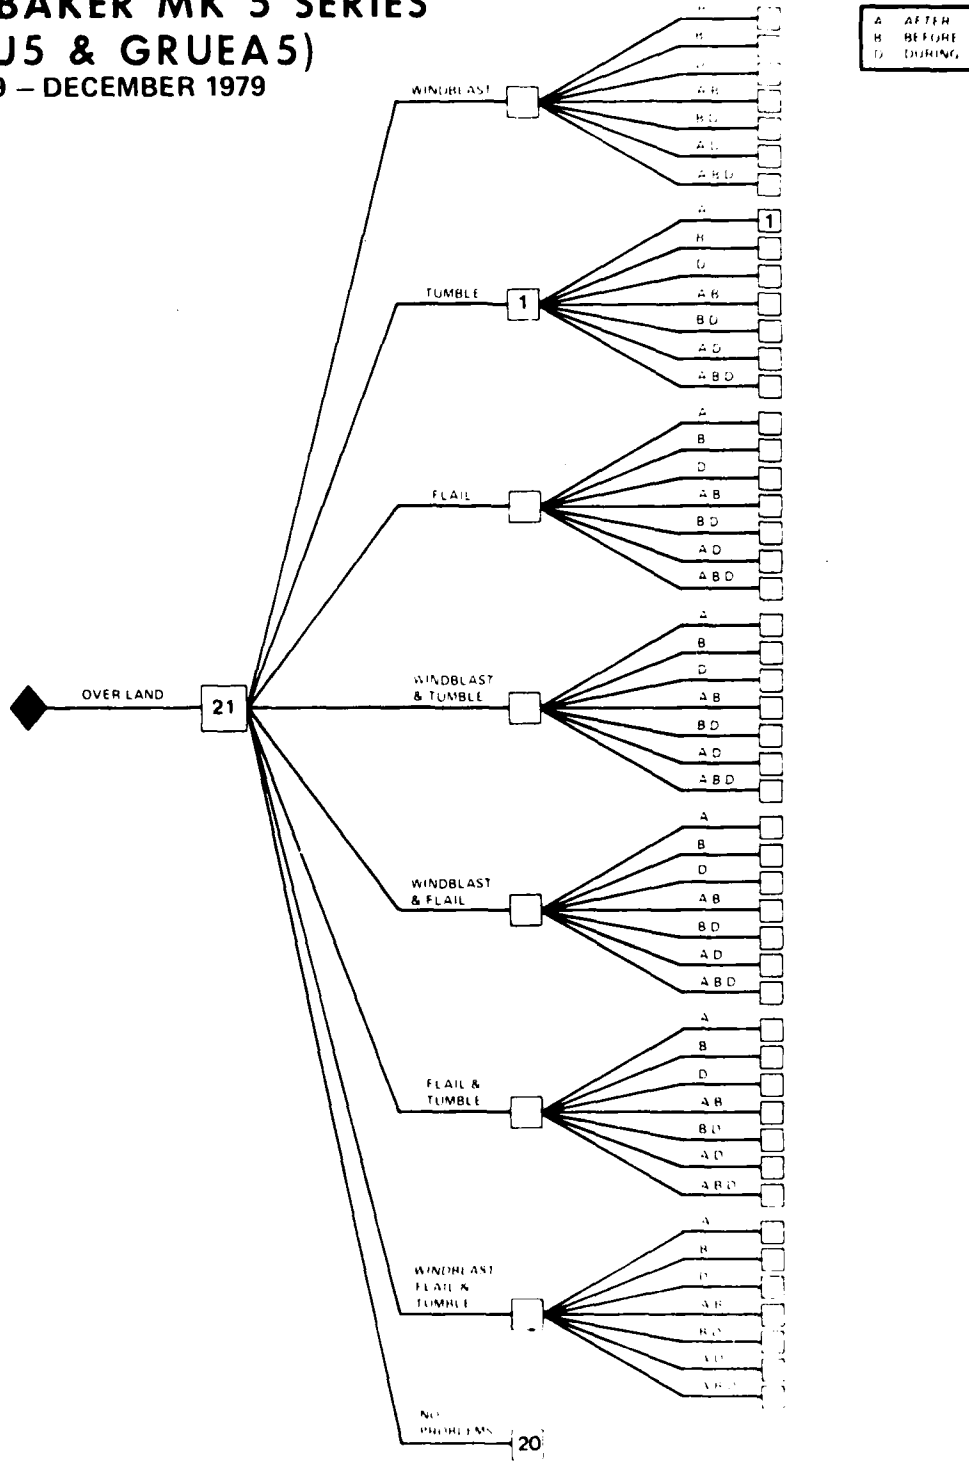 BAKER MK 5 SERIES
J5 & GRUEA5)
9 – DECEMBER 1979
A AFTER
B BEFORE
D DURING
WINDBLAST
B
D
A B
B D
A D
A B D
TUMBLE
1
A
1
B
D
A B
B D
A D
A B D
FLAIL
A
B
D
A B
B D
A D
A B D
OVER LAND
21
WINDBLAST
& TUMBLE
A
B
D
A B
B D
A D
A B D
WINDBLAST
& FLAIL
A
B
D
A B
B D
A D
A B D
FLAIL &
TUMBLE
A
B
D
A B
B D
A D
A B D
WINDBLAST
FLAIL &
TUMBLE
A
B
D
A B
B D
A D
A B D
NO
PROBLEMS
20